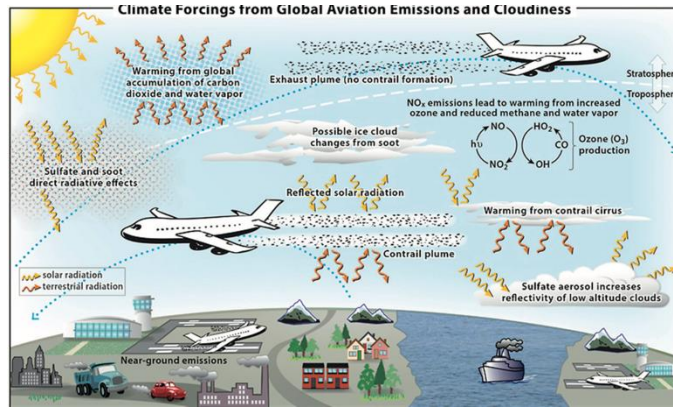 Climate Forcings from Global Aviation Emissions and Cloudiness
Warming from global
accumulation of carbon
dioxide and water vapor
Exhaust plume (no contrail formation)
Stratospher
Tropospher
NOx emissions lead to warming from increased
ozone and reduced methane and water vapor
Possible ice cloud
changes from soot
hυ
NO
NO2
HO2
OH
CO
Ozone (O3)
production
Sulfate and soot
direct radiative effects
Reflected solar radiation
Warming from contrail cirrus
Contrail plume
solar radiation
terrestrial radiation
Sulfate aerosol increases
reflectivity of low altitude clouds
Near-ground emissions